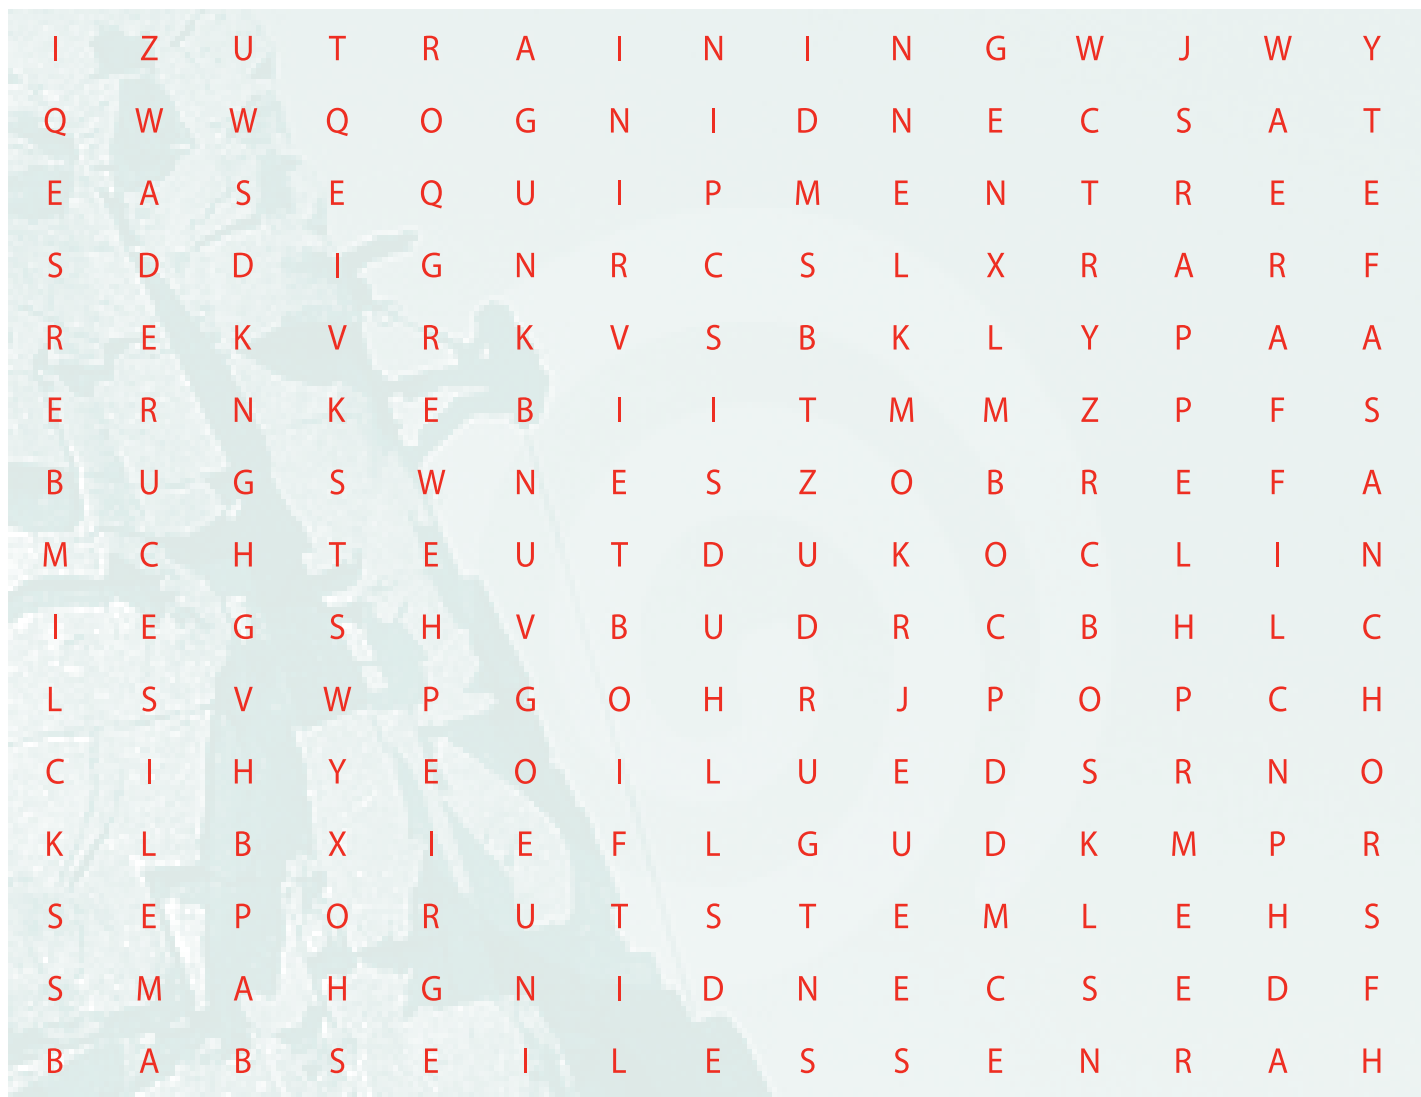 I Z U T R A I N I N G W J W Y
Q W W Q O G N I D N E C S A T
E A S E Q U I P M E N T R E E
S D D I G N R C S L X R A R F
R E K V R K V S B K L Y P A A
E R N K E B I I T M M Z P F S
B U G S W N E S Z O B R E F A
M C H T E U T D U K O C L I N
I E G S H V B U D R C B H L C
L S V W P G O H R J P O P C H
C I H Y E O I L U E D S R N O
K L B X I E F L G U D K M P R
S E P O R U T S T E M L E H S
S M A H G N I D N E C S E D F
B A B S E I L E S S E N R A H